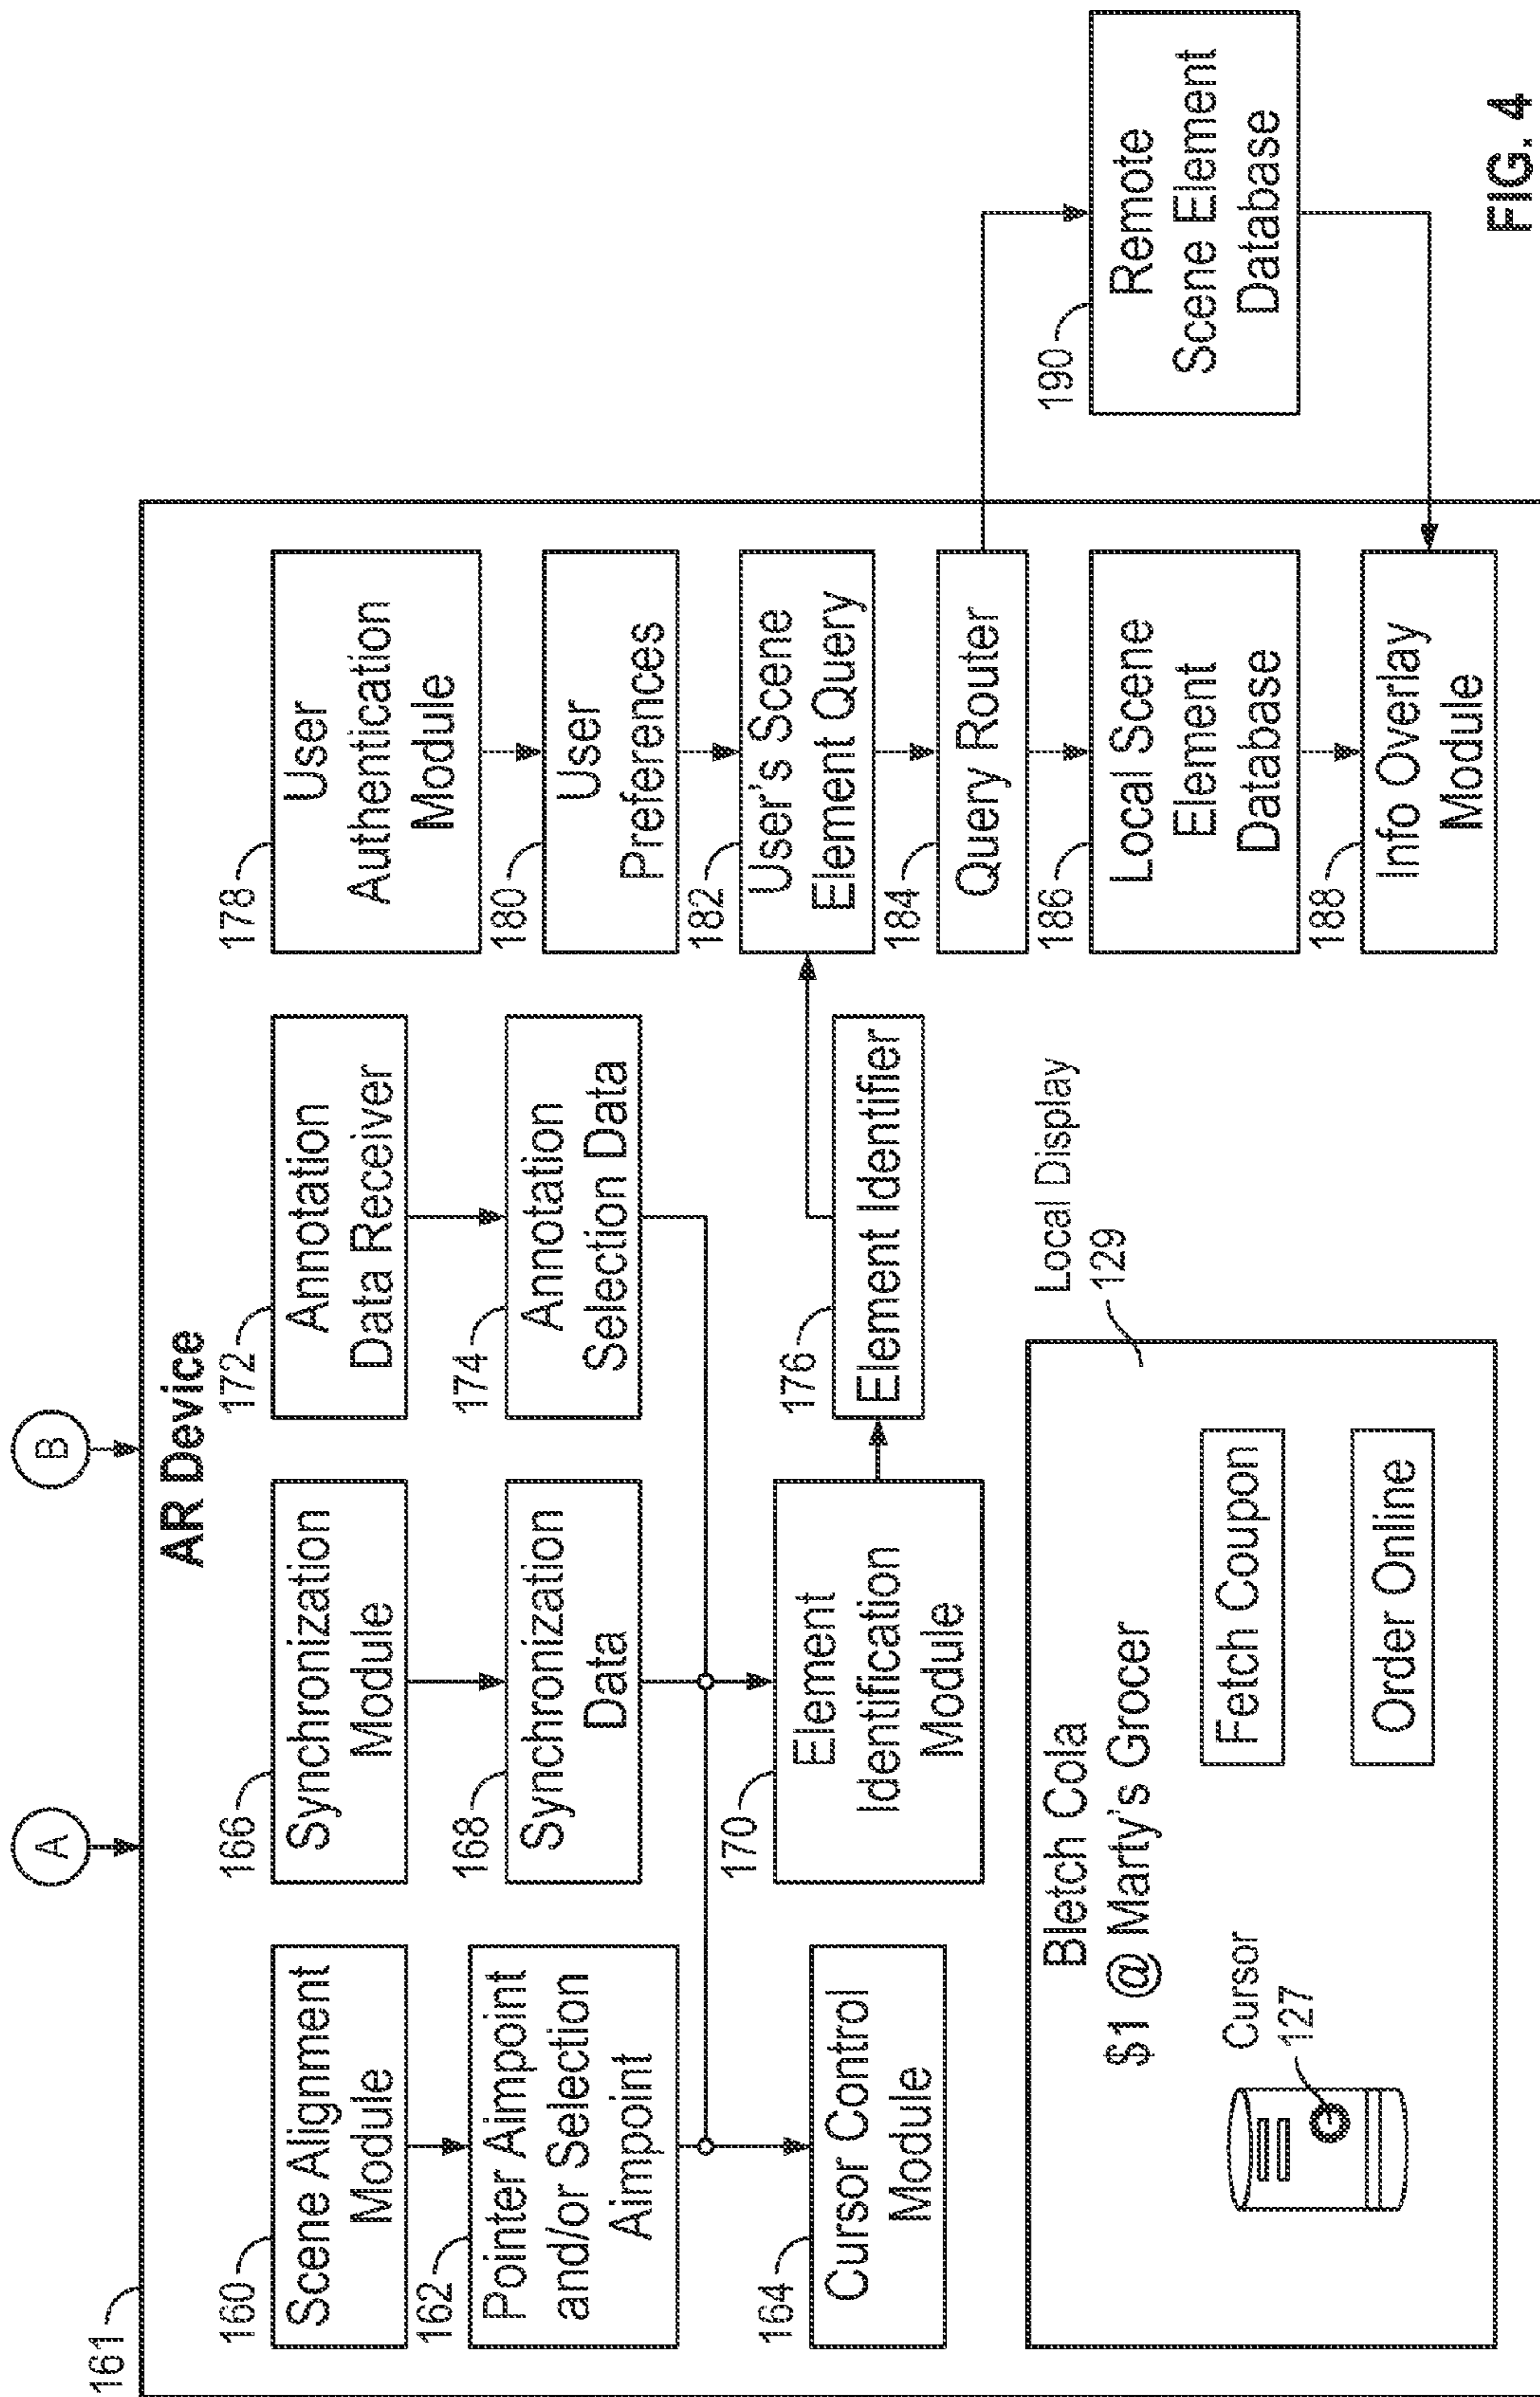 A
B
161
AR Device
160
Scene Alignment
Module
162
Pointer Aimpoint
and/or Selection
Aimpoint
164
Cursor Control
Module
166
Synchronization
Module
168
Synchronization
Data
170
Element
Identification
Module
172
Annotation
Data Receiver
174
Annotation
Selection Data
176
Element Identifier
178
User
Authentication
Module
180
User
Preferences
182
User's Scene
Element Query
184
Query Router
186
Local Scene
Element
Database
188
Info Overlay
Module
190
Remote
Scene Element
Database
Local Display
129
Bletch Cola
$1 @ Marty's Grocer
Cursor
127
Fetch Coupon
Order Online
FIG. 4